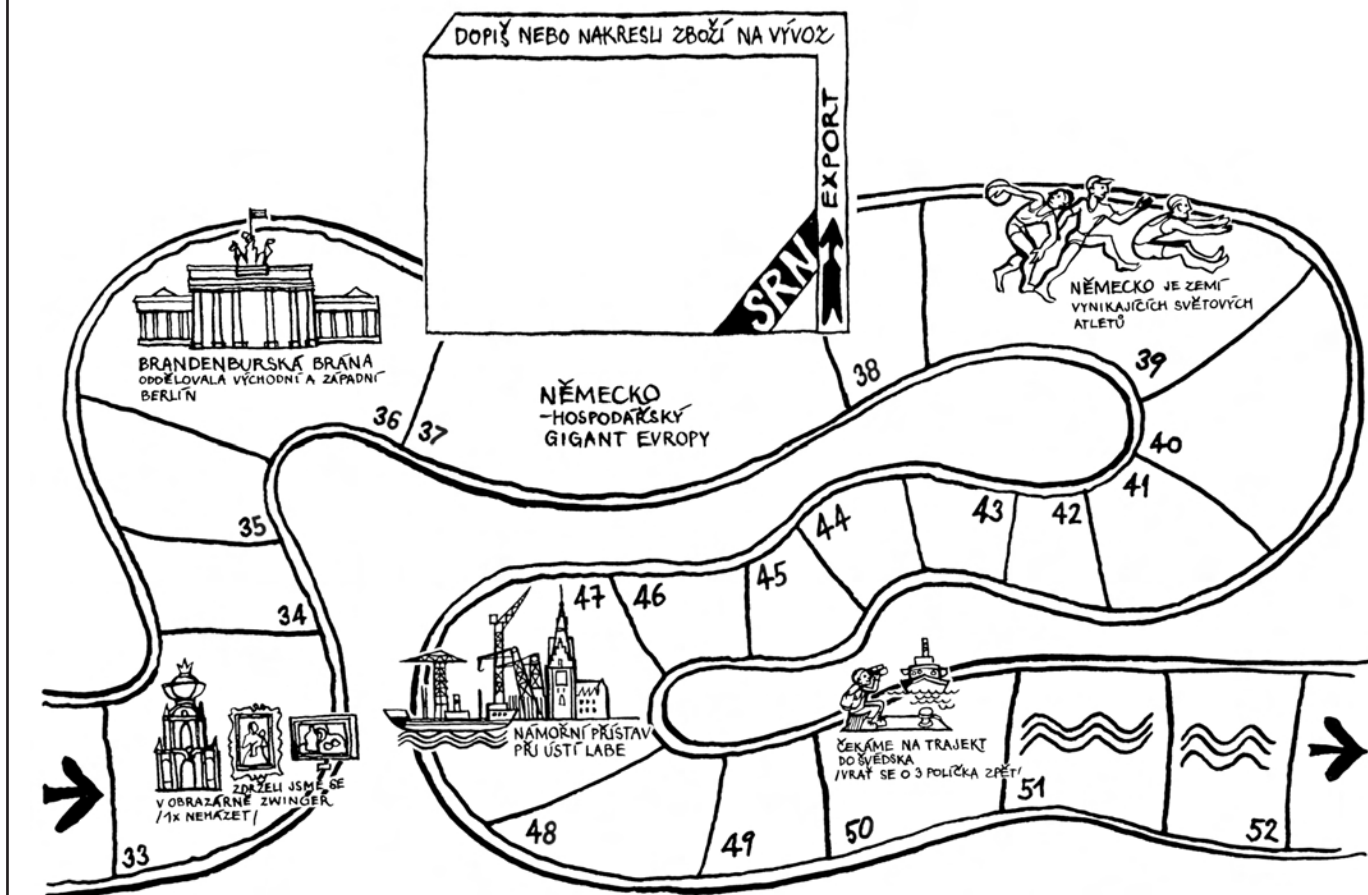 DOPIŠ NEBO NAKRESLI ZBOŽÍ NA VÝVOZ
EXPORT
SRN
NĚMECKO JE ZEMÍ
VYNIKAJÍCÍCH SVĚTOVÝCH
ATLETŮ
BRANDENBURSKÁ BRÁNA
ODDĚLOVALA VÝCHODNÍ A ZÁPADNÍ
BERLÍN
NĚMECKO
-HOSPODAŘSKÝ
GIGANT EVROPY
36
37
38
39
40
41
42
43
44
45
46
47
35
34
NÁMOŘNÍ PŘÍSTAV
PŘI ÚSTÍ LABE
ČEKÁME NA TRAJEKT
DO ŠVÉDSKA
/VRAŤ SE O 3 POLÍČKA ZPĚT/
ZDRŽELI JSME SE
V OBRAZÁRNĚ ZWINGER
/1x NEHÁZET/
33
48
49
50
51
52